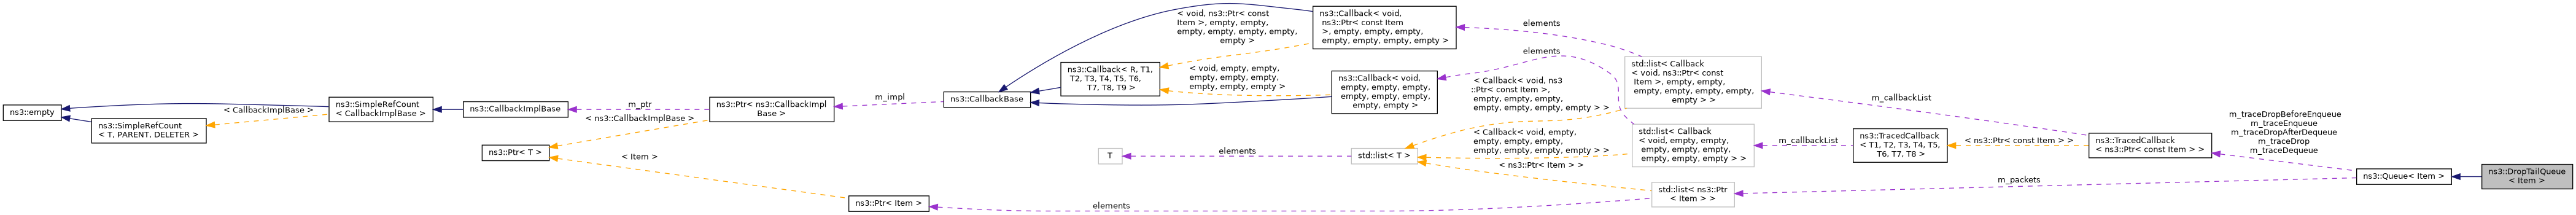 ns3::empty
ns3::SimpleRefCount
< T, PARENT, DELETER >
< CallbackImplBase >
ns3::SimpleRefCount
< CallbackImplBase >
ns3::CallbackImplBase
ns3::Ptr< T >
m_ptr
< ns3::CallbackImplBase >
< Item >
ns3::Ptr< ns3::CallbackImpl
Base >
ns3::Ptr< Item >
m_impl
ns3::CallbackBase
ns3::Callback< R, T1,
T2, T3, T4, T5, T6,
T7, T8, T9 >
T
elements
elements
< void, ns3::Ptr< const
Item >, empty, empty,
empty, empty, empty, empty,
empty >
< void, empty, empty,
empty, empty, empty,
empty, empty, empty >
elements
ns3::Callback< void,
ns3::Ptr< const Item
>, empty, empty, empty,
empty, empty, empty, empty >
ns3::Callback< void,
empty, empty, empty,
empty, empty, empty,
empty, empty >
std::list< T >
elements
elements
< Callback< void, ns3
::Ptr< const Item >,
empty, empty, empty,
empty, empty, empty, empty > >
< Callback< void, empty,
empty, empty, empty,
empty, empty, empty, empty > >
< ns3::Ptr< Item > >
std::list< Callback
< void, ns3::Ptr< const
Item >, empty, empty,
empty, empty, empty, empty,
empty > >
std::list< Callback
< void, empty, empty,
empty, empty, empty,
empty, empty, empty > >
std::list< ns3::Ptr
< Item > >
m_callbackList
m_callbackList
ns3::TracedCallback
< T1, T2, T3, T4, T5,
T6, T7, T8 >
< ns3::Ptr< const Item > >
m_packets
ns3::TracedCallback
< ns3::Ptr< const Item > >
m_traceDropBeforeEnqueue
m_traceEnqueue
m_traceDropAfterDequeue
m_traceDrop
m_traceDequeue
ns3::Queue< Item >
ns3::DropTailQueue
< Item >